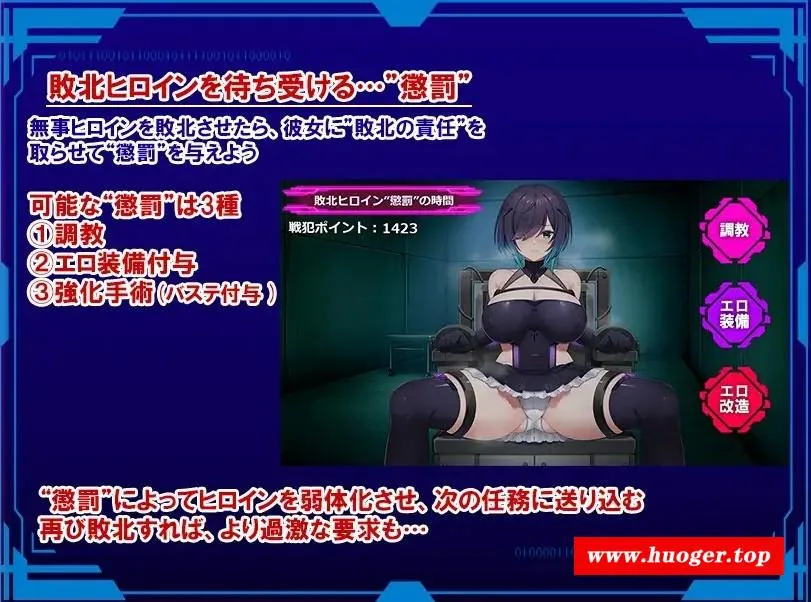 敗北ヒロインを待ち受ける…”懲罰”
無事ヒロインを敗北させたら、彼女に“敗北の責任”を
取らせて“懲罰”を与えよう
可能な“懲罰”は3種
①調教
②エロ装備付与
③強化手術(バステ付与)
敗北ヒロイン”懲罰”の時間
戦犯ポイント：1423
調教
エロ
装備
エロ
改造
“懲罰”によってヒロインを弱体化させ、次の任務に送り込む
再び敗北すれば、より過激な要求も…
www.huoger.top